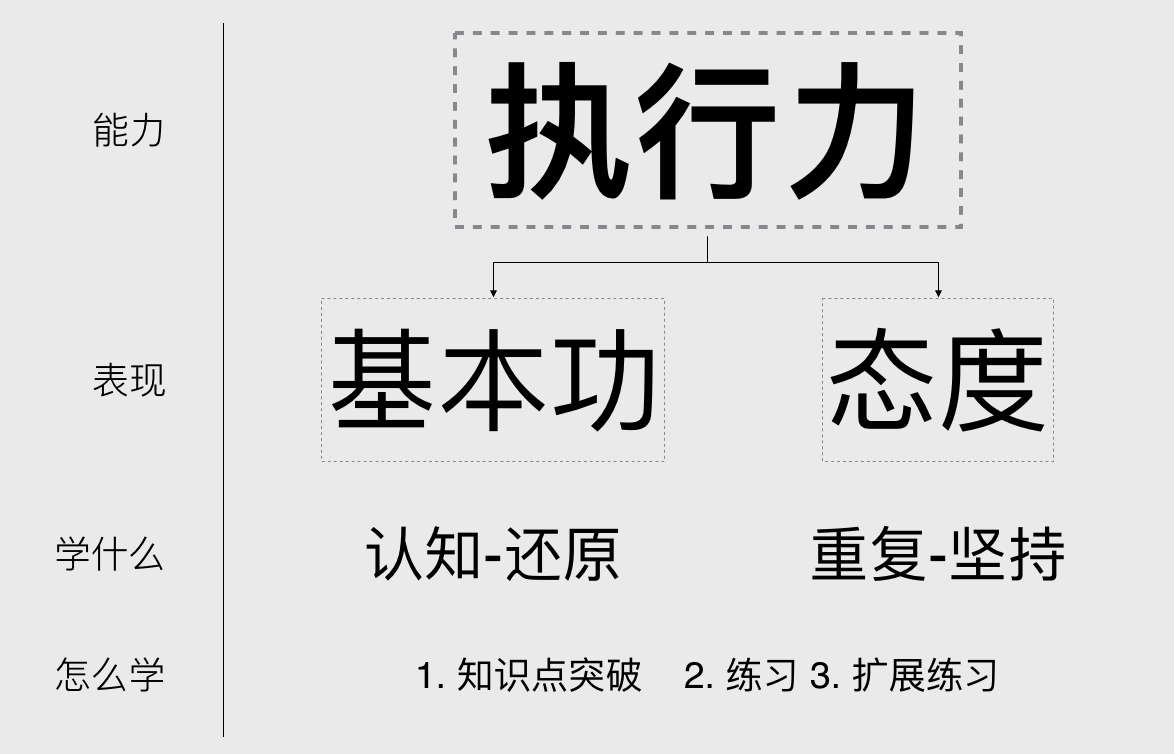 能力
执行力
表现
基本功
态度
学什么
认知-还原
重复-坚持
怎么学
1. 知识点突破 2. 练习 3. 扩展练习